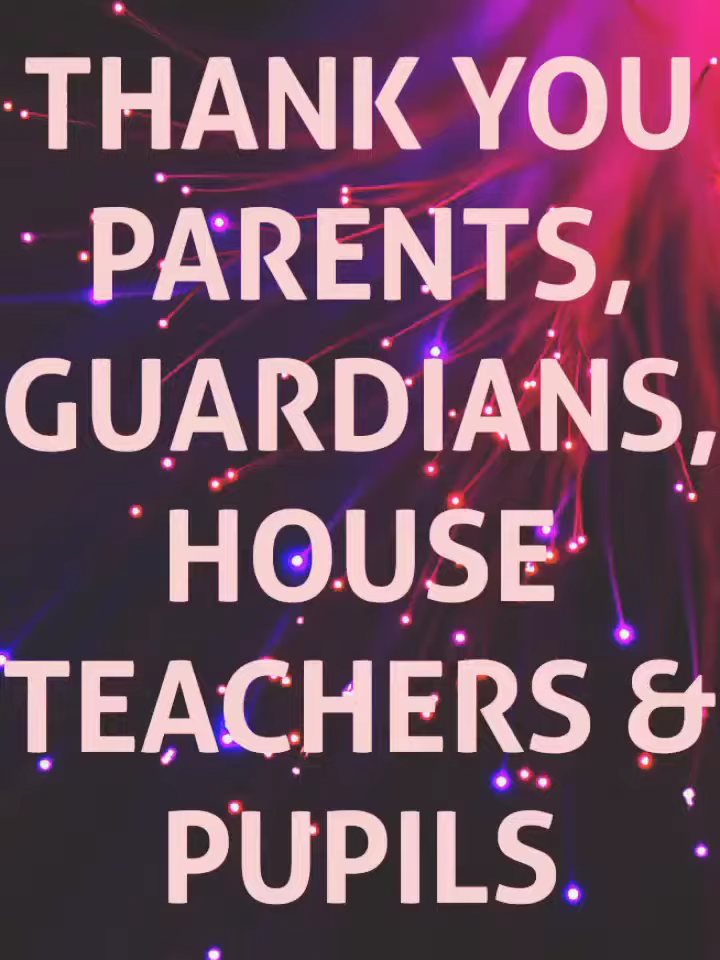 THANK YOU
PARENTS,
GUARDIANS,
HOUSE
TEACHERS &
PUPILS